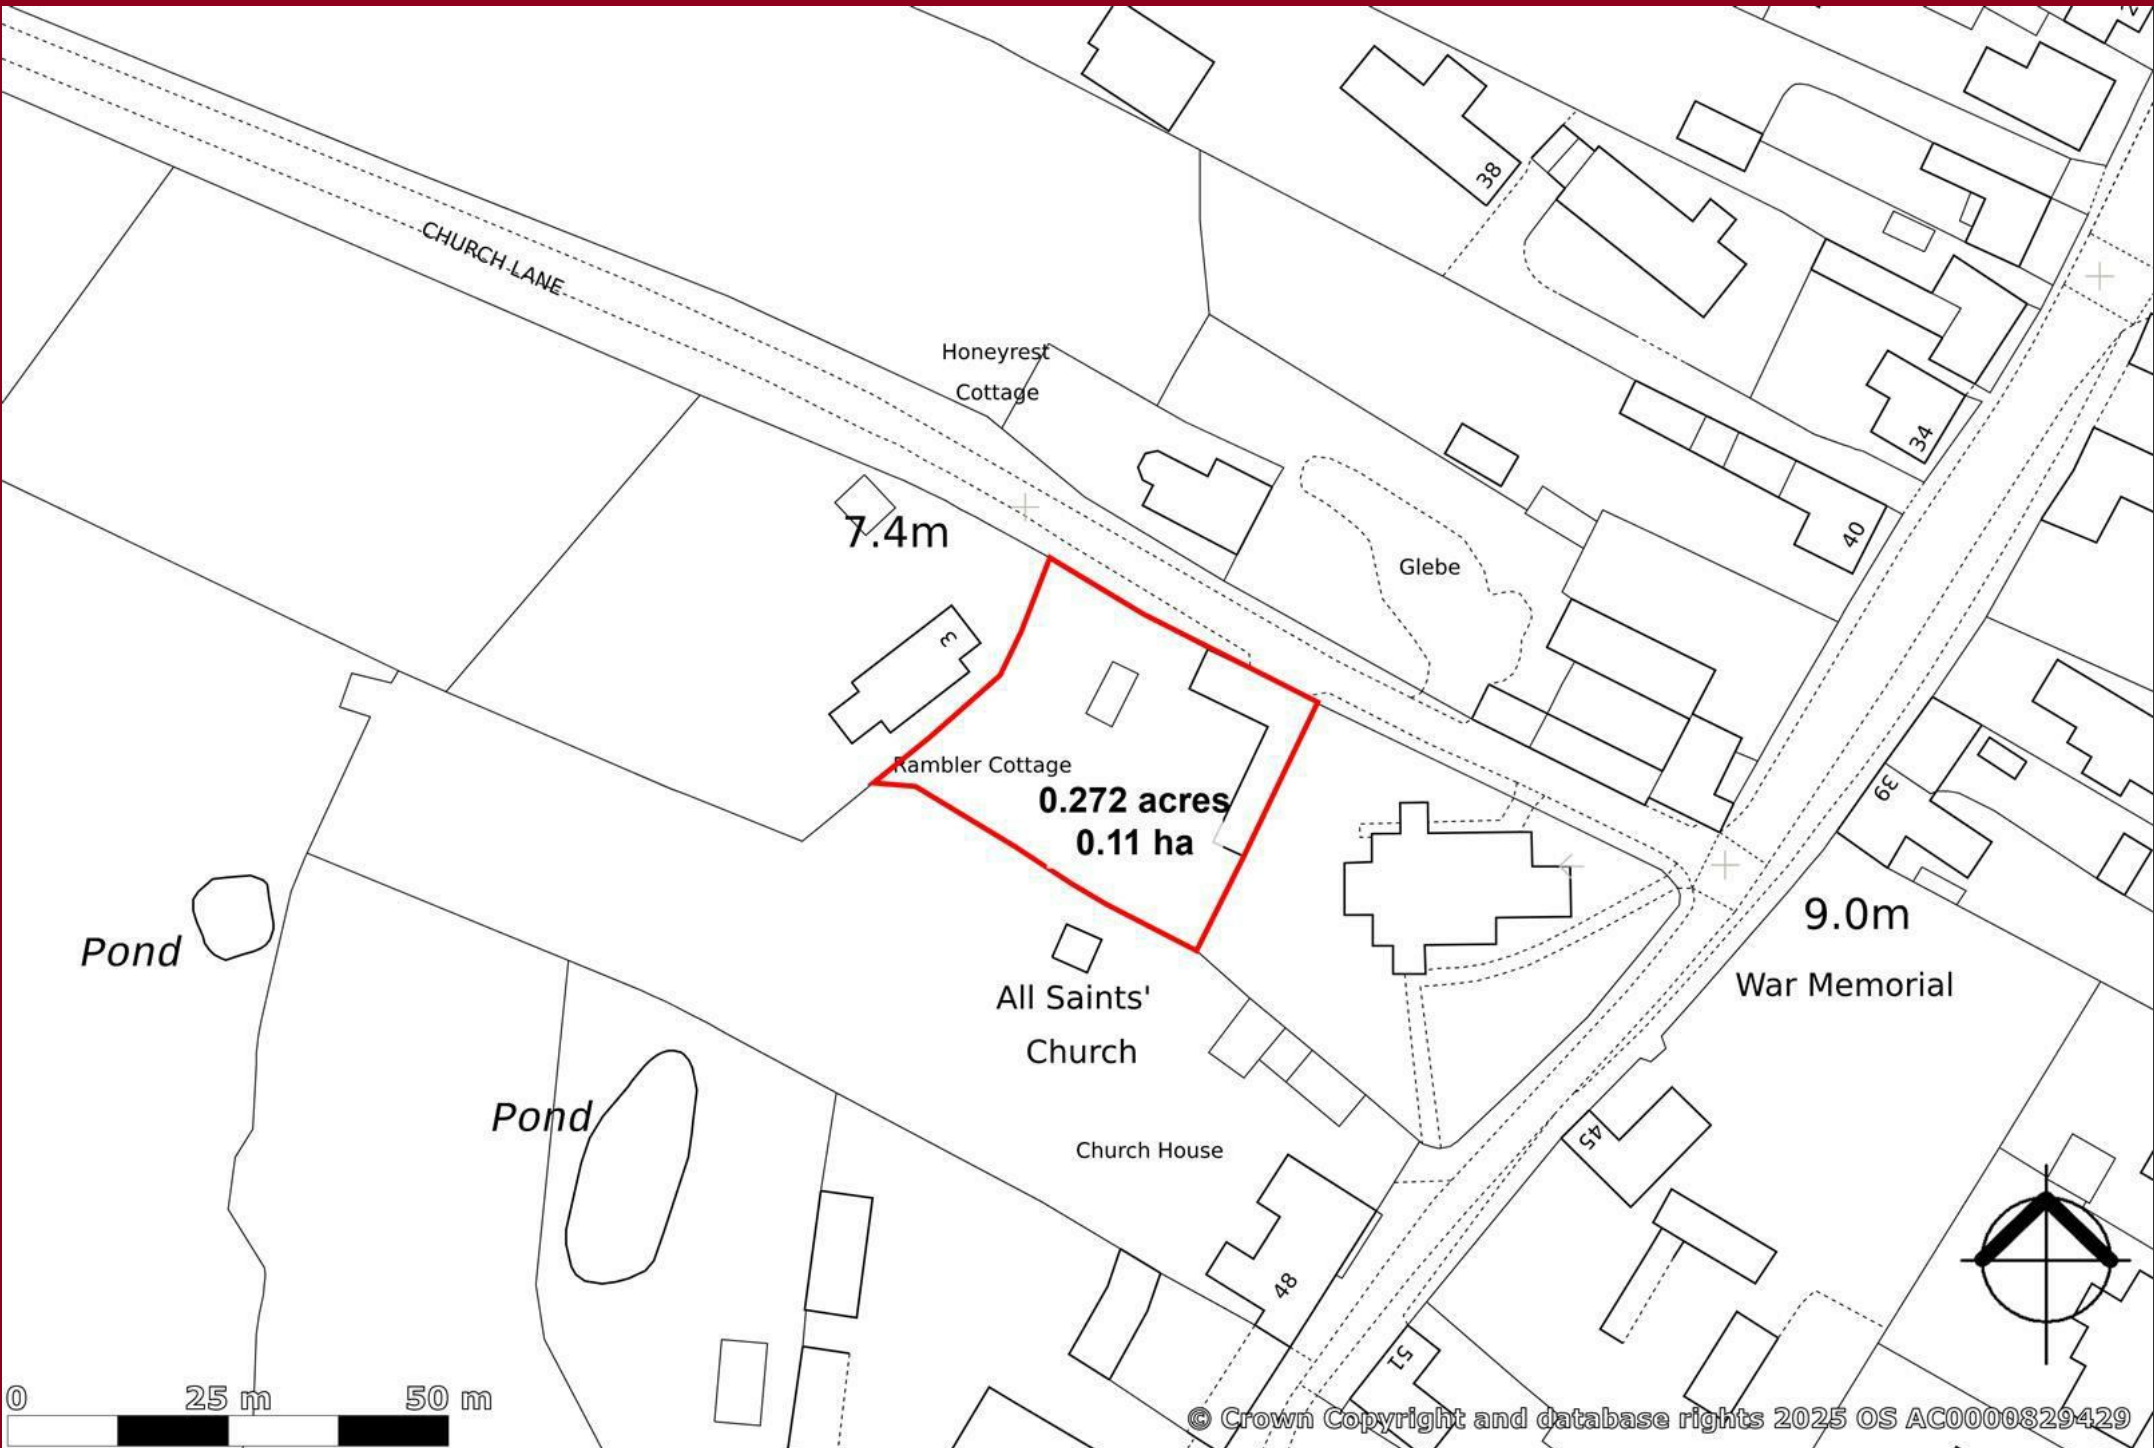 38
CHURCH LANE
Honeyrest
Cottage
34
7.4m
40
Glebe
3
Rambler Cottage
0.272 acres
0.11 ha
39
9.0m
War Memorial
Pond
All Saints'
Church
Pond
Church House
45
48
51
0 25 m 50 m
© Crown Copyright and database rights 2025 OS AC0000829429